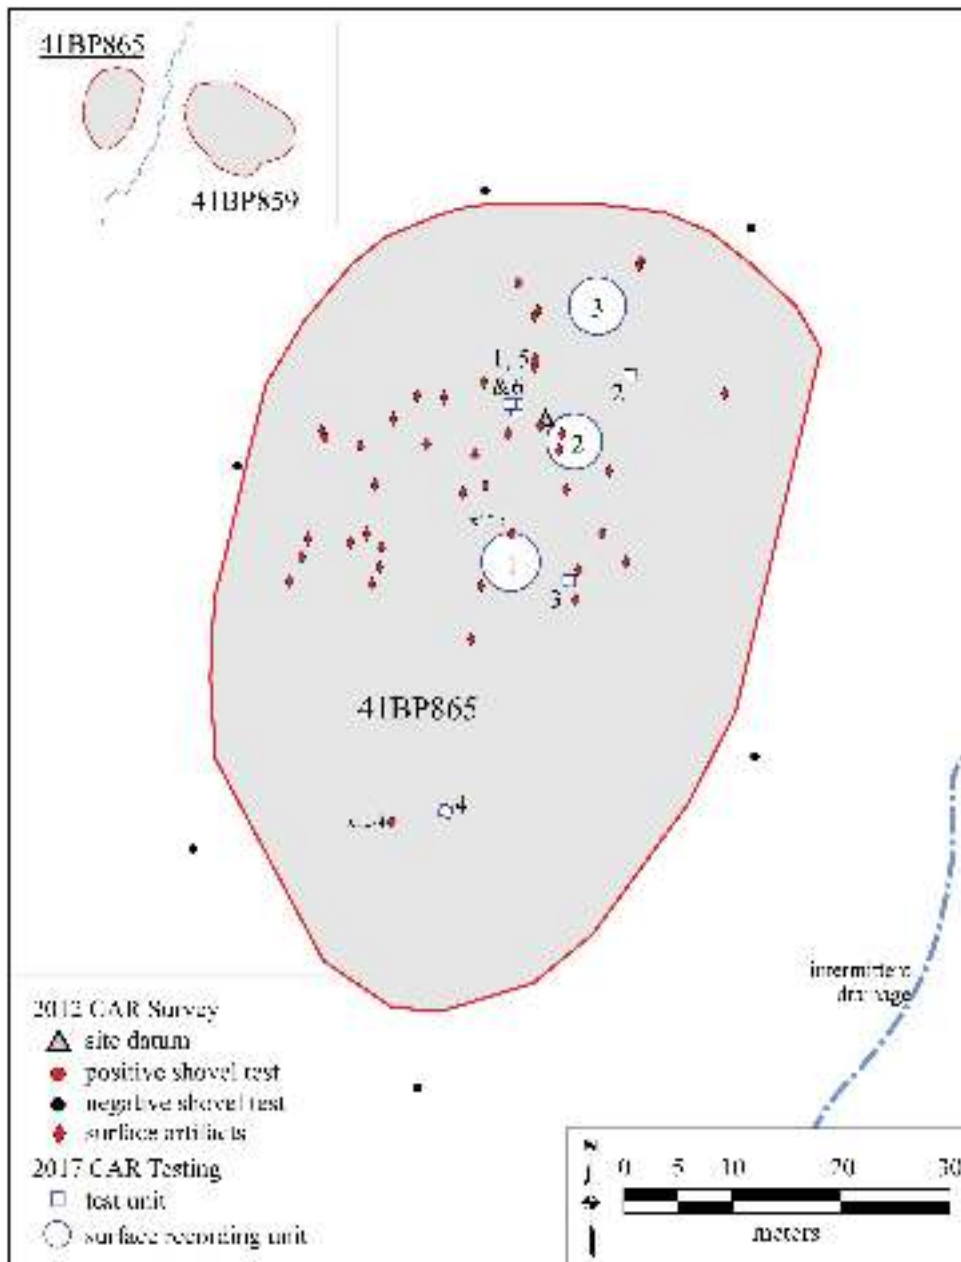 41BP865
41BP859
3
1, 5
& 6
2
2
1
3
41BP865
4
intermittent
drainage
2012 CAR Survey
site datum
positive shovel test
negative shovel test
surface artifacts
2017 CAR Testing
test unit
surface recording unit
N
0 5 10 20 30
meters